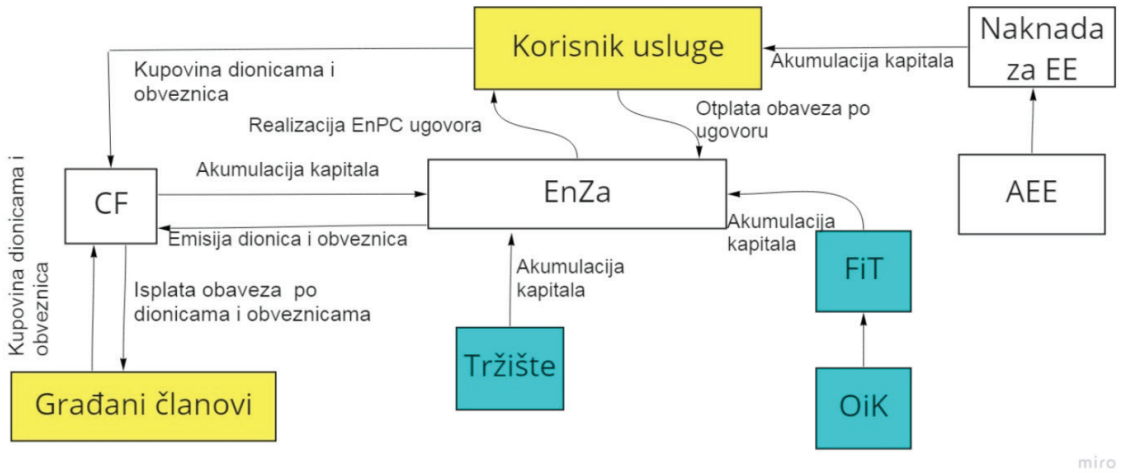 Korisnik usluge
Naknada
za EE
Akumulacija kapitala
Kupovina dionicama i
obveznica
Otplata obaveza po
ugovoru
Realizacija EnPC ugovora
Kupovina dionicama i
obveznica
CF
Akumulacija kapitala
EnZa
AEE
Emisija dionica i obveznica
Akumulacija
kapitala
Akumulacija
kapitala
FiT
Isplata obaveza po
dionicama i obveznicama
Tržište
Građani članovi
OiK
miro